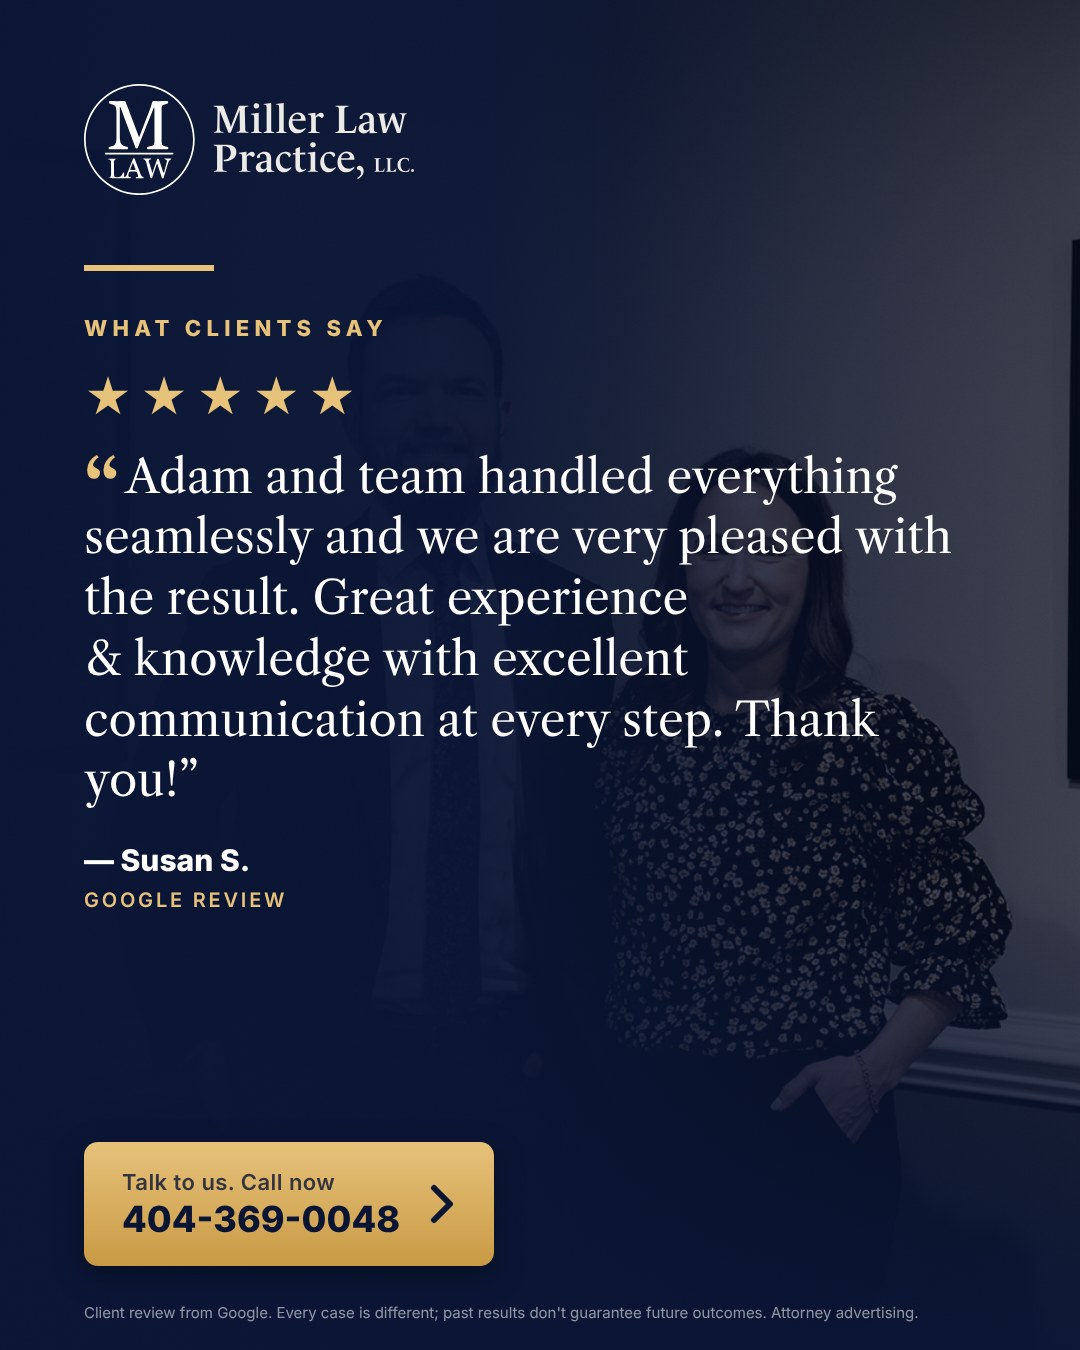 M
LAW
Miller Law
Practice, LLC.
WHAT CLIENTS SAY
“Adam and team handled everything
seamlessly and we are very pleased with
the result. Great experience
& knowledge with excellent
communication at every step. Thank
you!”
— Susan S.
GOOGLE REVIEW
Talk to us. Call now
404-369-0048
Client review from Google. Every case is different; past results don't guarantee future outcomes. Attorney advertising.